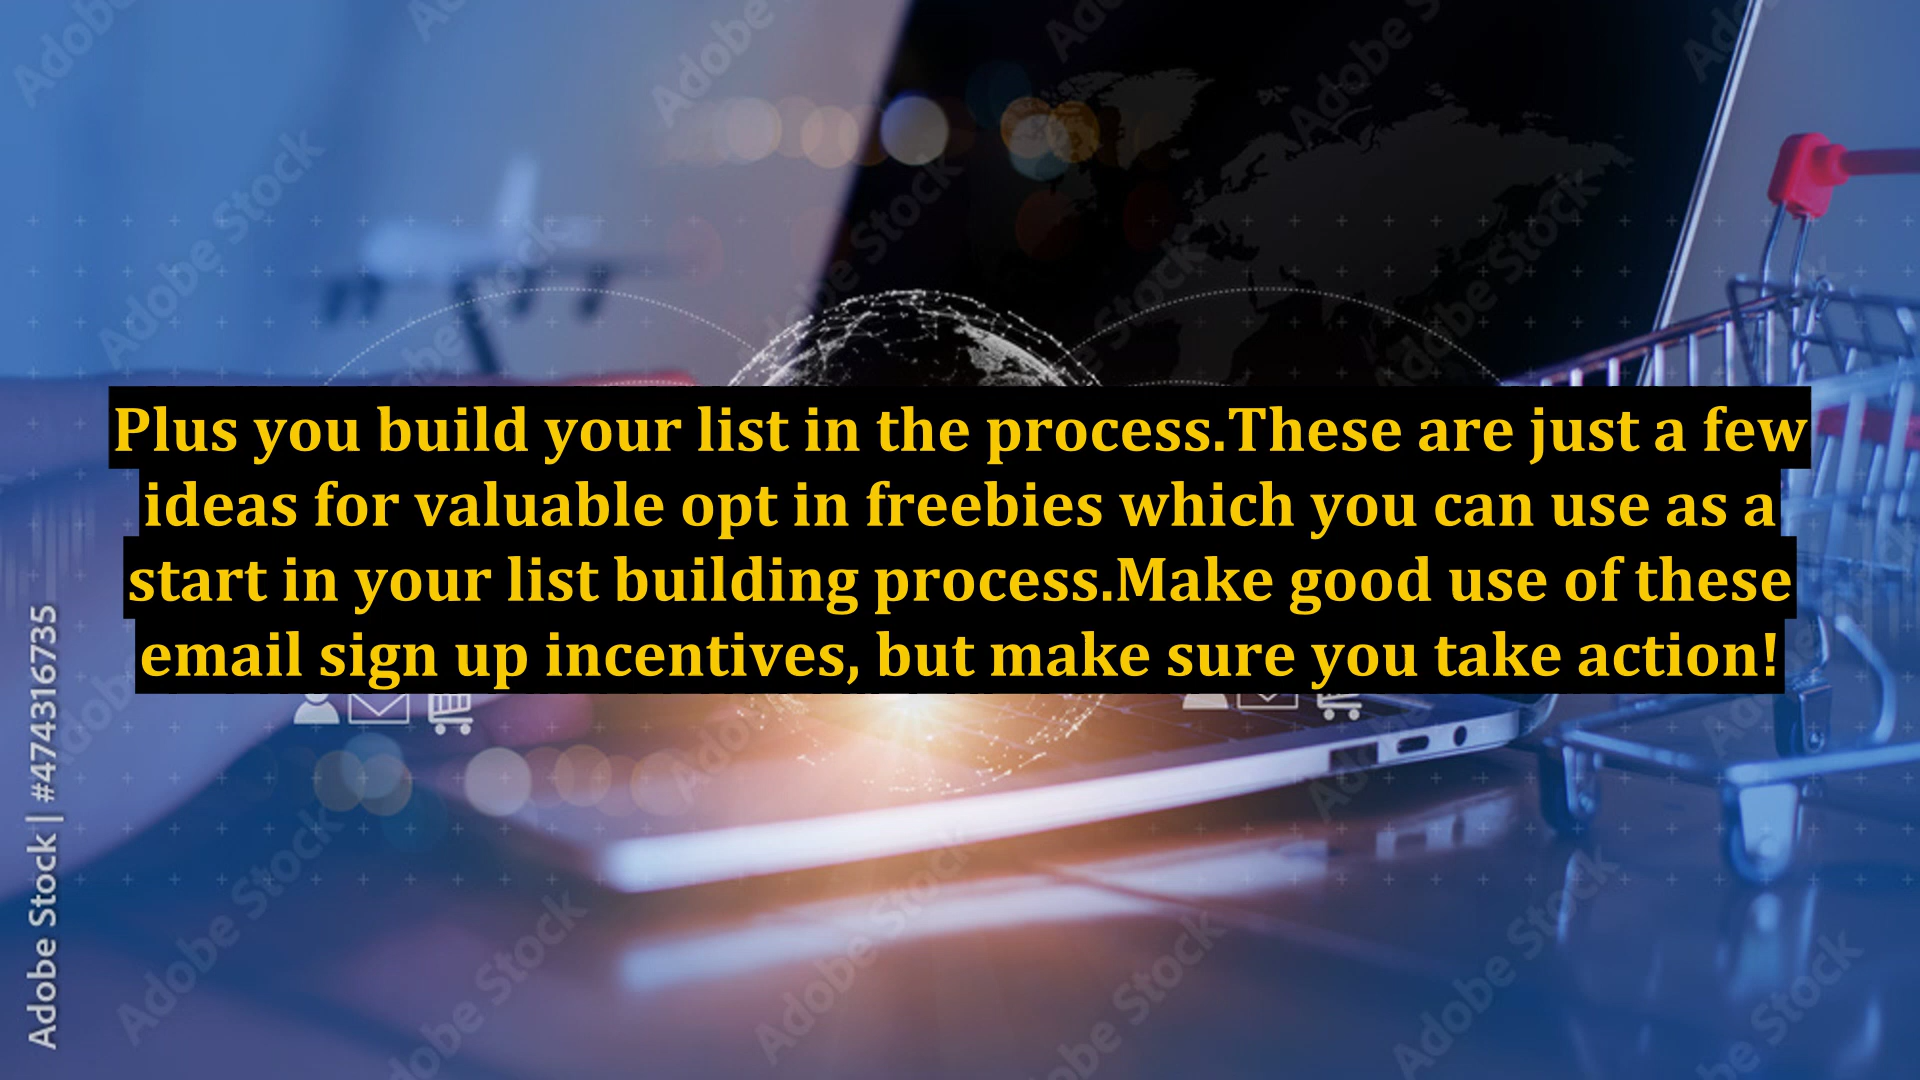 Plus you build your list in the process.These are just a few
ideas for valuable opt in freebies which you can use as a
start in your list building process.Make good use of these
email sign up incentives, but make sure you take action!
Adobe Stock | #474316735
Adobe Stock